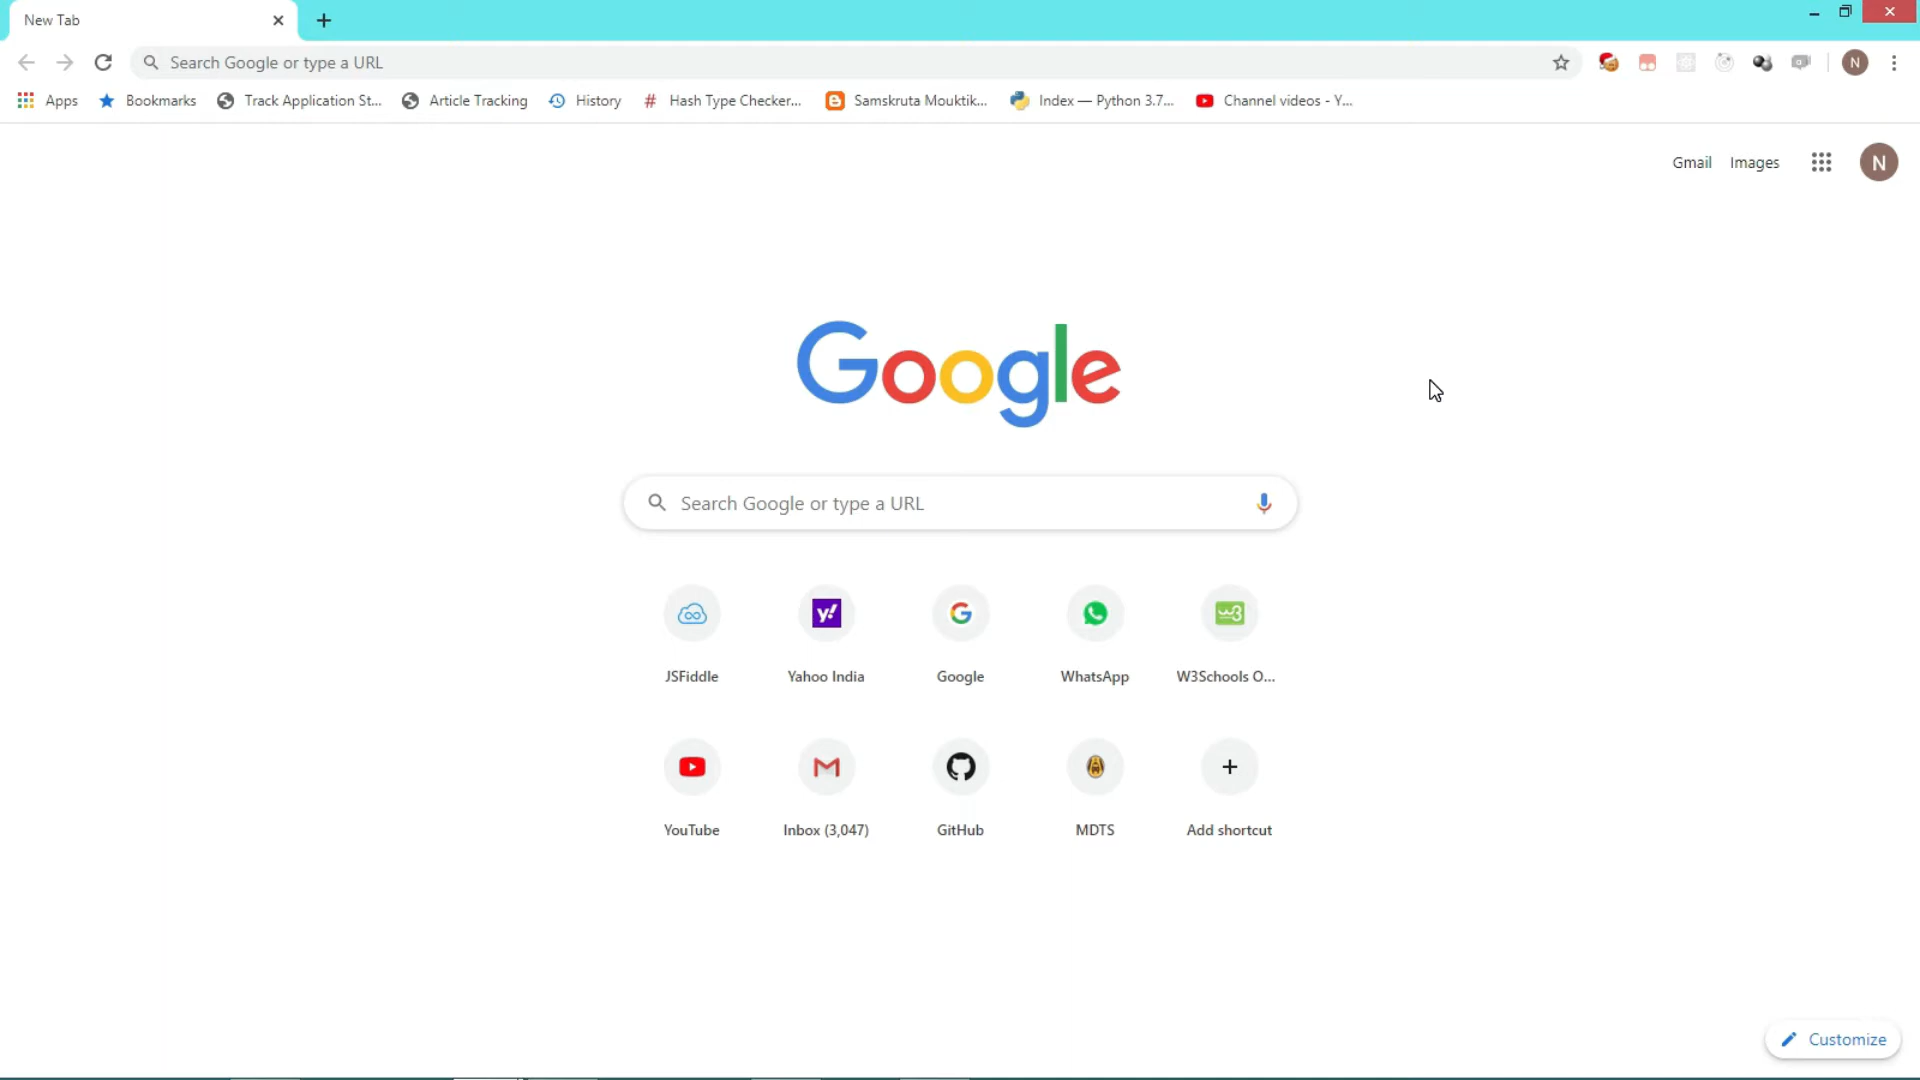 New Tab
Search Google or type a URL
Apps Bookmarks Track Application St... Article Tracking History # Hash Type Checker... Samskruta Mouktik... Index — Python 3.7... Channel videos - Y...
N
Gmail Images N
Google
Search Google or type a URL
JSFiddle Yahoo India Google WhatsApp W3Schools O...
YouTube Inbox (3,047) GitHub MDTS Add shortcut
Customize